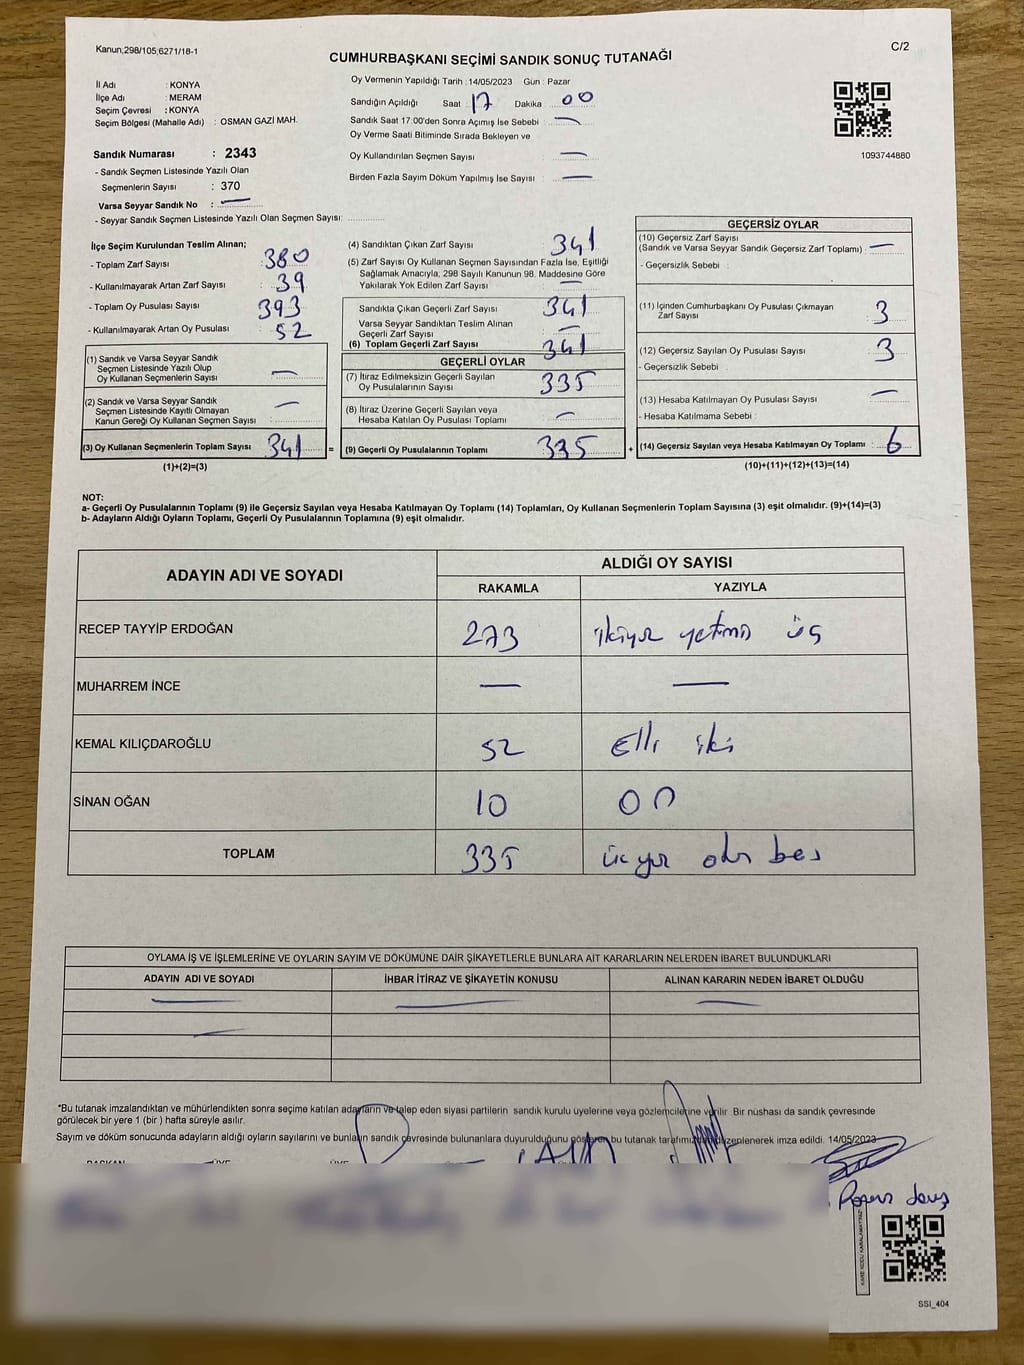 Kanun;298/105;6271/18-1
C/2
CUMHURBAŞKANI SEÇİMİ SANDIK SONUÇ TUTANAĞI
İl Adı : KONYA
İlçe Adı : MERAM
Seçim Çevresi : KONYA
Seçim Bölgesi (Mahalle Adı) : OSMAN GAZİ MAH.
Sandık Numarası : 2343
- Sandık Seçmen Listesinde Yazılı Olan
Seçmenlerin Sayısı : 370
Varsa Seyyar Sandık No : —
- Seyyar Sandık Seçmen Listesinde Yazılı Olan Seçmen Sayısı: ............
Oy Vermenin Yapıldığı Tarih : 14/05/2023 Gün : Pazar
Sandığın Açıldığı Saat 17 Dakika 00
Sandık Saat 17:00'den Sonra Açımış İse Sebebi : —
Oy Verme Saati Bitiminde Sırada Bekleyen ve
Oy Kullandırılan Seçmen Sayısı : —
Birden Fazla Sayım Döküm Yapılmış İse Sayısı : —
1093744880
İlçe Seçim Kurulundan Teslim Alınan;
- Toplam Zarf Sayısı : 380
- Kullanılmayarak Artan Zarf Sayısı : 39
- Toplam Oy Pusulası Sayısı : 393
- Kullanılmayarak Artan Oy Pusulası : 52
(1) Sandık ve Varsa Seyyar Sandık
Seçmen Listesinde Yazılı Olup
Oy Kullanan Seçmenlerin Sayısı : —
(2) Sandık ve Varsa Seyyar Sandık
Seçmen Listesinde Kayıtlı Olmayan
Kanun Gereği Oy Kullanan Seçmen Sayısı : —
(3) Oy Kullanan Seçmenlerin Toplam Sayısı : 341 =
(1)+(2)=(3)
(4) Sandıktan Çıkan Zarf Sayısı : 341
(5) Zarf Sayısı Oy Kullanan Seçmen Sayısından Fazla İse, Eşitliği
Sağlamak Amacıyla, 298 Sayılı Kanunun 98. Maddesine Göre
Yakılarak Yok Edilen Zarf Sayısı : —
Sandıkta Çıkan Geçerli Zarf Sayısı : 341
Varsa Seyyar Sandıktan Teslim Alınan
Geçerli Zarf Sayısı : —
(6) Toplam Geçerli Zarf Sayısı : 341
GEÇERLİ OYLAR
(7) İtiraz Edilmeksizin Geçerli Sayılan
Oy Pusulalarının Sayısı : 335
(8) İtiraz Üzerine Geçerli Sayılan veya
Hesaba Katılan Oy Pusulası Toplamı : —
(9) Geçerli Oy Pusulalarının Toplamı : 335 +
GEÇERSİZ OYLAR
(10) Geçersiz Zarf Sayısı
(Sandık ve Varsa Seyyar Sandık Geçersiz Zarf Toplamı) : —
- Geçersizlik Sebebi :
(11) İçinden Cumhurbaşkanı Oy Pusulası Çıkmayan
Zarf Sayısı : 3
(12) Geçersiz Sayılan Oy Pusulası Sayısı : 3
- Geçersizlik Sebebi :
(13) Hesaba Katılmayan Oy Pusulası Sayısı : —
- Hesaba Katılmama Sebebi :
(14) Geçersiz Sayılan veya Hesaba Katılmayan Oy Toplamı : 6
(10)+(11)+(12)+(13)=(14)
NOT:
a- Geçerli Oy Pusulalarının Toplamı (9) ile Geçersiz Sayılan veya Hesaba Katılmayan Oy Toplamı (14) Toplamları, Oy Kullanan Seçmenlerin Toplam Sayısına (3) eşit olmalıdır. (9)+(14)=(3)
b- Adayların Aldığı Oyların Toplamı, Geçerli Oy Pusulalarının Toplamına (9) eşit olmalıdır.
ADAYIN ADI VE SOYADI ALDIĞI OY SAYISI
RAKAMLA YAZIYLA
RECEP TAYYİP ERDOĞAN 273 ikiyüz yetmiş üç
MUHARREM İNCE — —
KEMAL KILIÇDAROĞLU 52 Elli iki
SİNAN OĞAN 10 on
TOPLAM 335 üçyüz otuz beş
OYLAMA İŞ VE İŞLEMLERİNE VE OYLARIN SAYIM VE DÖKÜMÜNE DAİR ŞİKAYETLERLE BUNLARA AİT KARARLARIN NELERDEN İBARET BULUNDUKLARI
ADAYIN ADI VE SOYADI İHBAR İTİRAZ VE ŞİKAYETİN KONUSU ALINAN KARARIN NEDEN İBARET OLDUĞU
— — —
—
*Bu tutanak imzalandıktan ve mühürlendikten sonra seçime katılan adayların ve talep eden siyasi partilerin sandık kurulu üyelerine veya gözlemcilerine verilir .Bir nüshası da sandık çevresinde
görülecek bir yere 1 (bir ) hafta süreyle asılır.
Sayım ve döküm sonucunda adayların aldığı oyların sayılarını ve bunların sandık çevresinde bulunanlara duyurulduğunu gösteren bu tutanak tarafımızdan düzenlenerek imza edildi. 14/05/2023
KARE KODU KARALAMAYINIZ
SSI_404